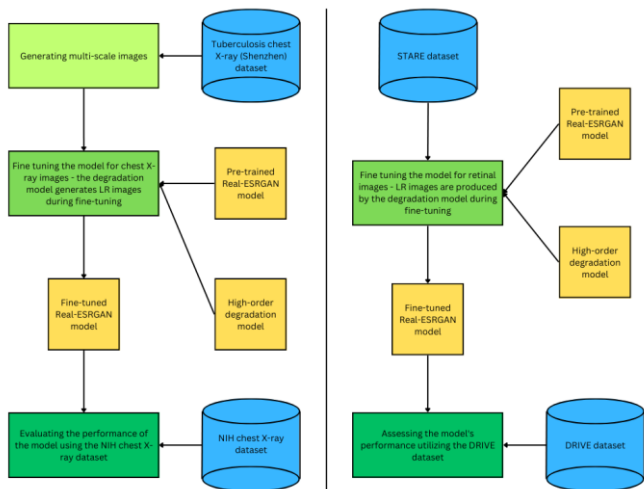 Generating multi-scale images
Tuberculosis chest
X-ray (Shenzhen)
dataset
Fine tuning the model for chest X-
ray images - the degradation
model generates LR images
during fine-tuning
Pre-trained
Real-ESRGAN
model
Fine-tuned
Real-ESRGAN
model
High-order
degradation
model
Evaluating the performance of
the model using the NIH chest X-
ray dataset
NIH chest X-ray
dataset
STARE dataset
Pre-trained
Real-ESRGAN
model
Fine tuning the model for retinal
images - LR images are produced
by the degradation model during
fine-tuning
High-order
degradation
model
Fine-tuned
Real-ESRGAN
model
Assessing the model's
performance utilizing the DRIVE
dataset
DRIVE dataset